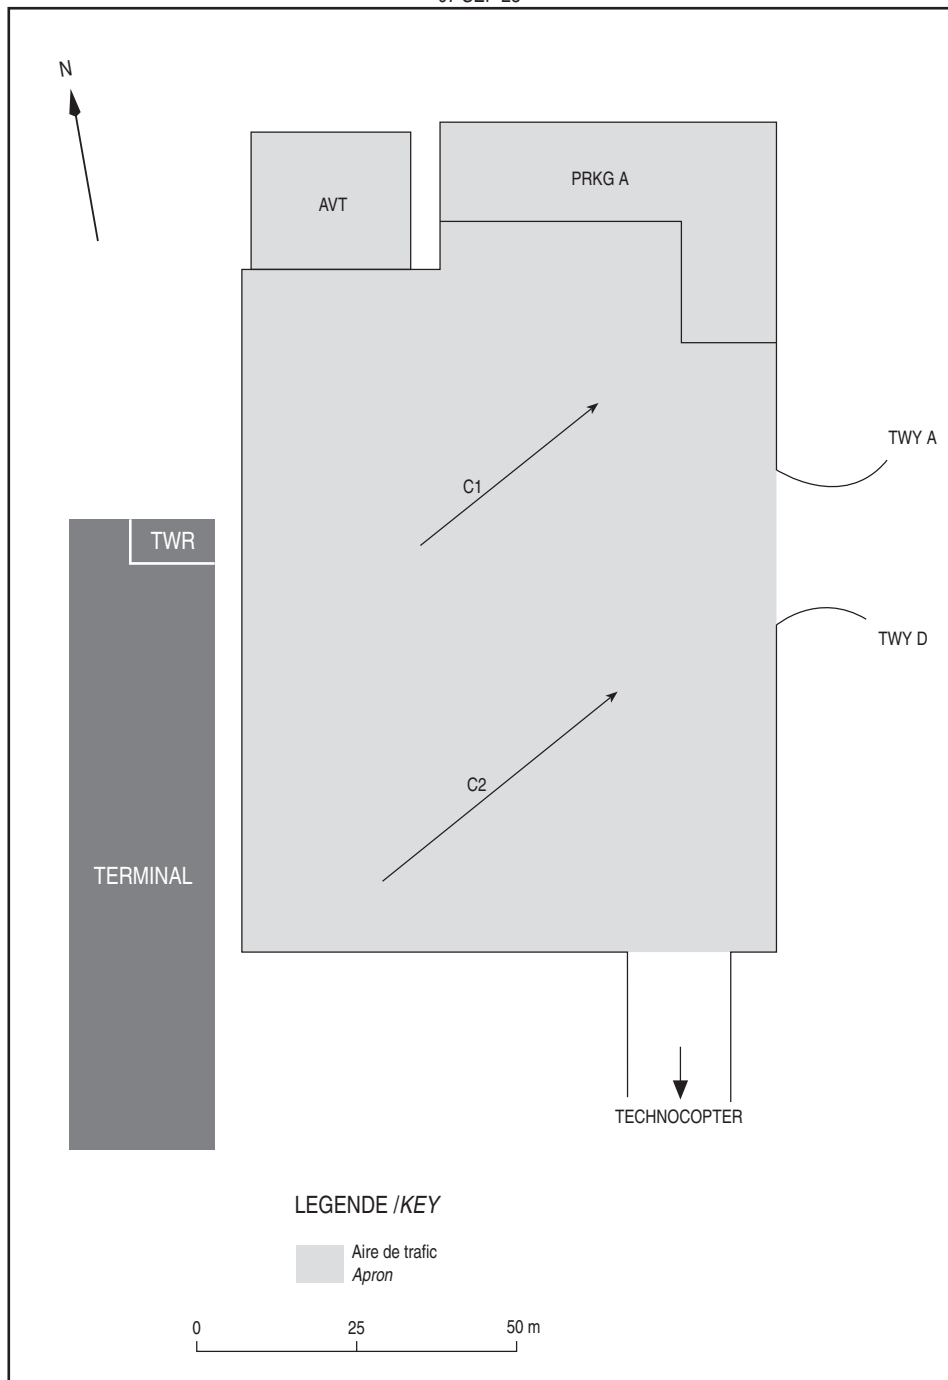 N
AVT
PRKG A
C1
TWY A
TWR
TWY D
C2
TERMINAL
TECHNOCOPTER
LEGENDE /KEY
Aire de trafic
Apron
0 25 50 m